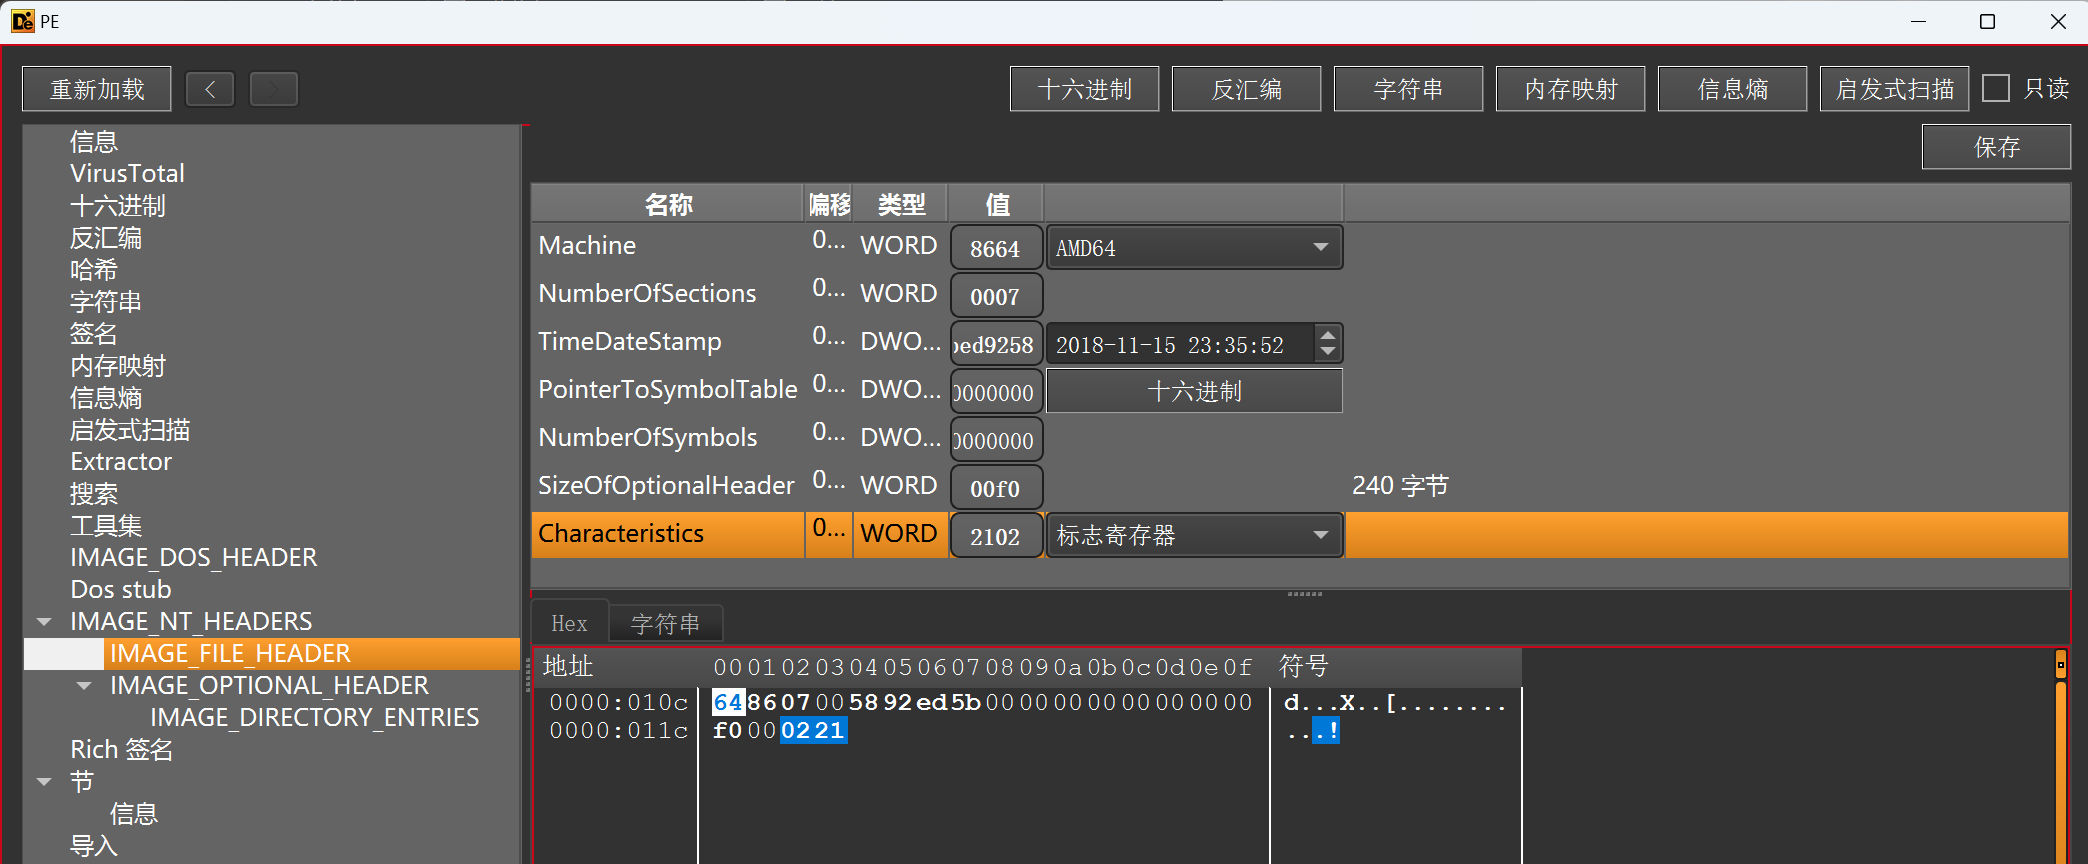 PE
重新加载 十六进制 反汇编 字符串 内存映射 信息熵 启发式扫描 只读
保存
信息
VirusTotal
十六进制
反汇编
哈希
字符串
签名
内存映射
信息熵
启发式扫描
Extractor
搜索
工具集
IMAGE_DOS_HEADER
Dos stub
IMAGE_NT_HEADERS
IMAGE_FILE_HEADER
IMAGE_OPTIONAL_HEADER
IMAGE_DIRECTORY_ENTRIES
Rich 签名
节
信息
导入
名称 偏移 类型 值
Machine 0... WORD 8664 AMD64
NumberOfSections 0... WORD 0007
TimeDateStamp 0... DWO... ed9258 2018-11-15 23:35:52
PointerToSymbolTable 0... DWO... 0000000 十六进制
NumberOfSymbols 0... DWO... 0000000
SizeOfOptionalHeader 0... WORD 00f0 240 字节
Characteristics 0... WORD 2102 标志寄存器
Hex 字符串
地址 00 01 02 03 04 05 06 07 08 09 0a 0b 0c 0d 0e 0f 符号
0000:010c 64 86 07 00 58 92 ed 5b 00 00 00 00 00 00 00 00 d...X..[........
0000:011c f0 00 02 21 ...!